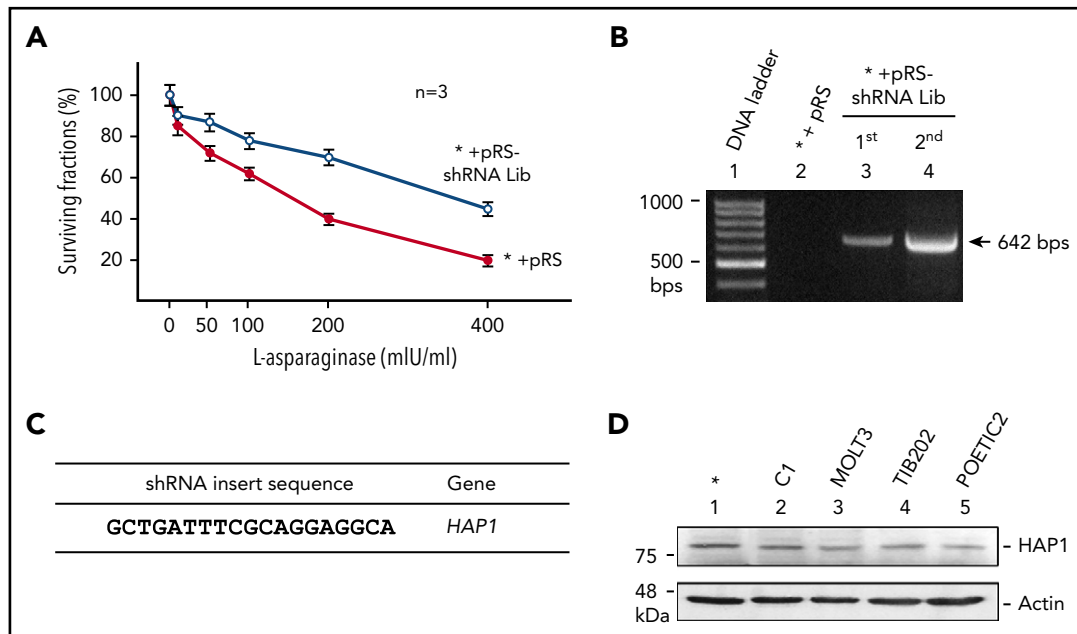 A
Surviving fractions (%)
100
80
60
40
20
n=3
* +pRS-
shRNA Lib
* +pRS
0 50 100 200 400
L-asparaginase (mIU/ml)
B
DNA ladder
* + pRS
* +pRS-
shRNA Lib
1st 2nd
1 2 3 4
1000
500
bps
642 bps
C
shRNA insert sequence Gene
GCTGATTTCGCAGGAGGCA HAP1
D
* C1 MOLT3 TIB202 POETIC2
1 2 3 4 5
75
HAP1
48
kDa
Actin